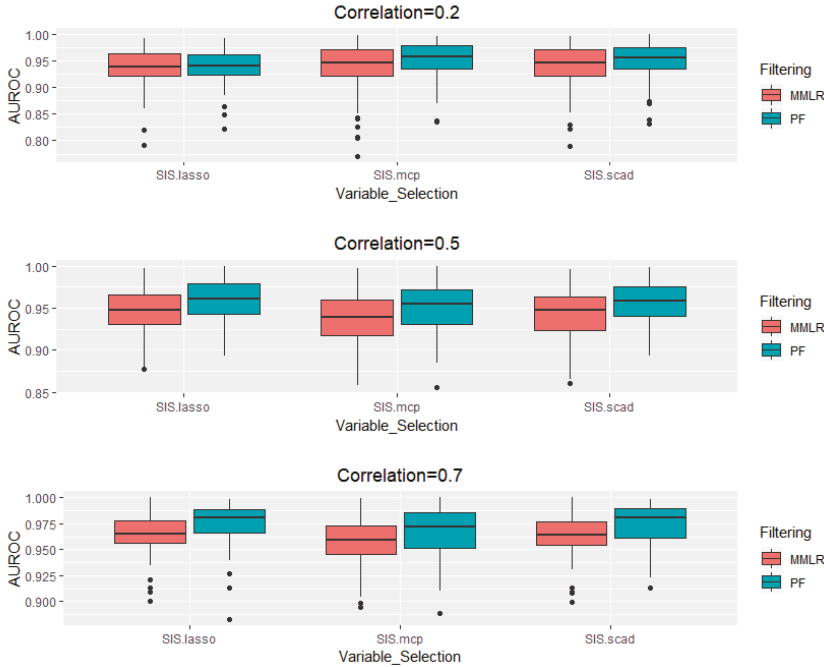 Correlation=0.2
1.00
0.95
0.90
0.85
0.80
AUROC
SIS.lasso SIS.mcp SIS.scad
Variable_Selection
Filtering
MMLR
PF
Correlation=0.5
1.00
0.95
0.90
0.85
AUROC
SIS.lasso SIS.mcp SIS.scad
Variable_Selection
Filtering
MMLR
PF
Correlation=0.7
1.000
0.975
0.950
0.925
0.900
AUROC
SIS.lasso SIS.mcp SIS.scad
Variable_Selection
Filtering
MMLR
PF